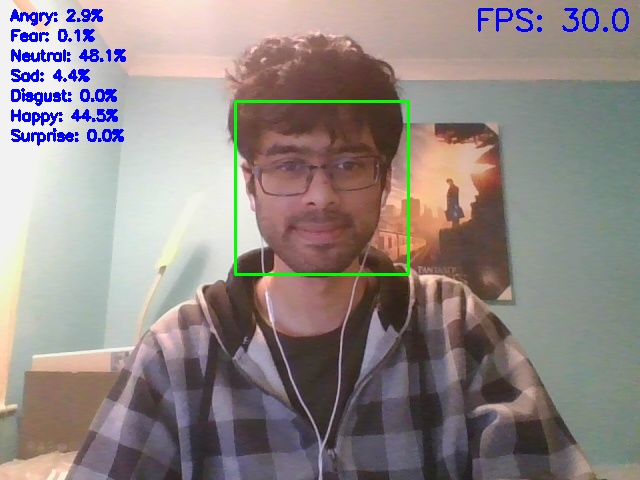 Angry: 2.9%
Fear: 0.1%
Neutral: 48.1%
Sad: 4.4%
Disgust: 0.0%
Happy: 44.5%
Surprise: 0.0%
FPS: 30.0
FANTASTIC